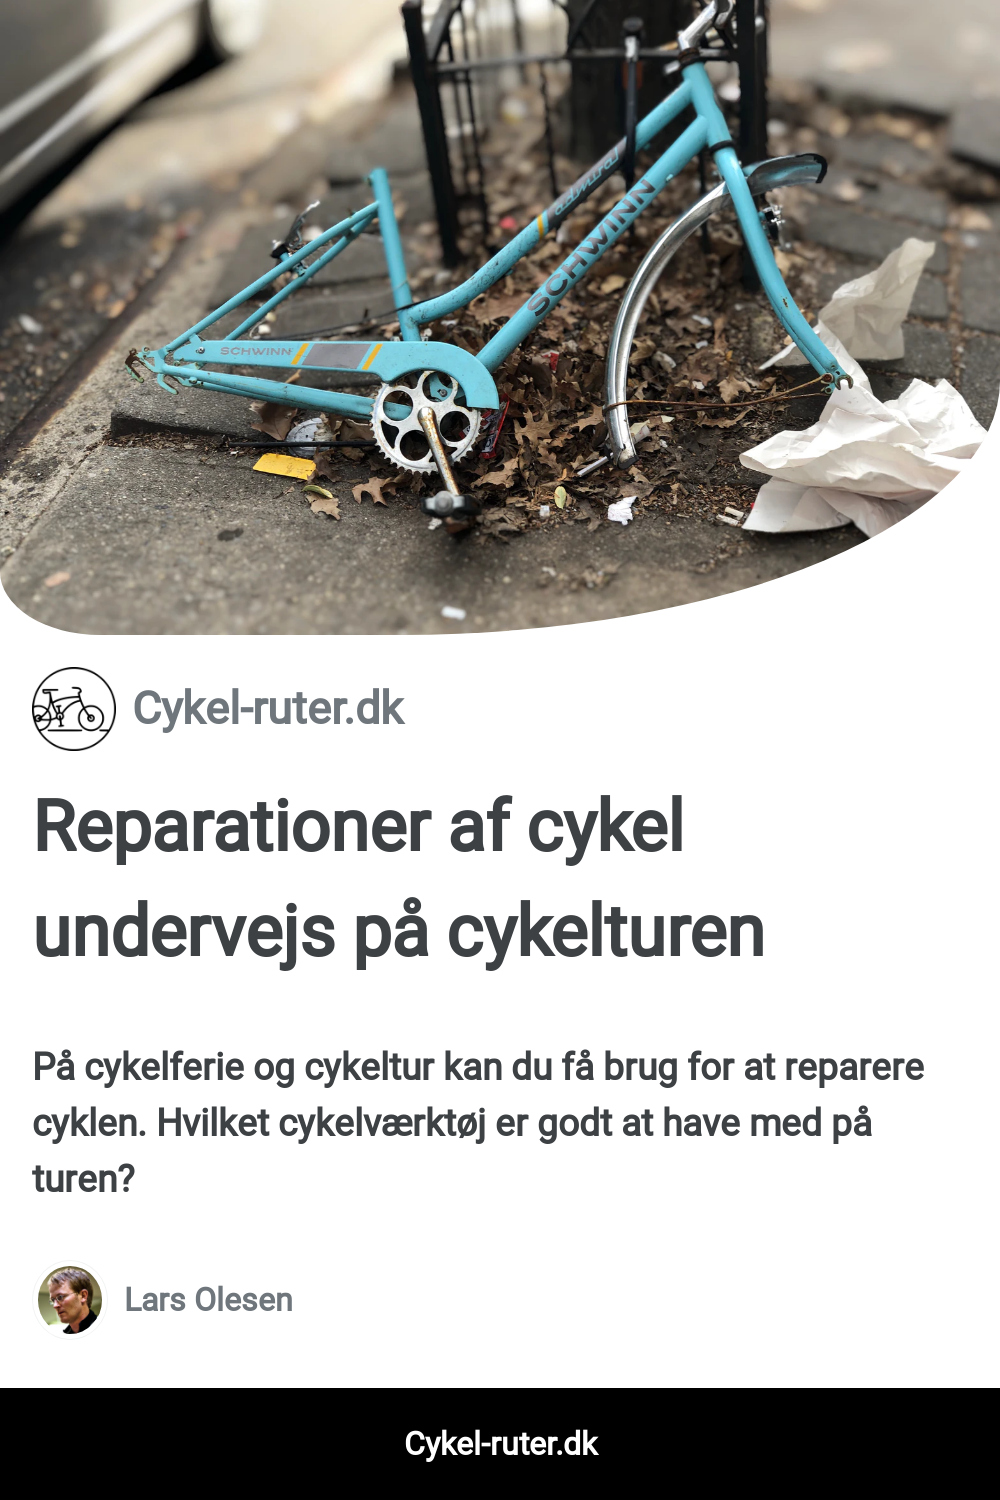 SCHWINN
SCHWINN
Cykel-ruter.dk
Reparationer af cykel
undervejs på cykelturen
På cykelferie og cykeltur kan du få brug for at reparere
cyklen. Hvilket cykelværktøj er godt at have med på
turen?
Lars Olesen
Cykel-ruter.dk